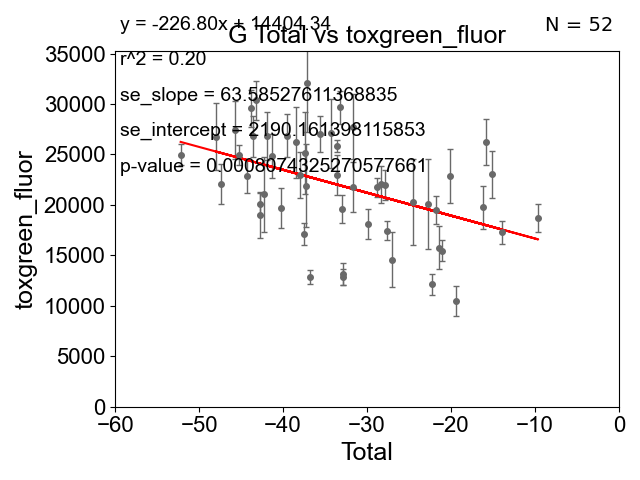 y = -226.80x + 14404.34
N = 52
G Total vs toxgreen_fluor
r^2 = 0.20
se_slope = 63.58527611368835
se_intercept = 2190.161398115853
p-value = 0.0008074325270577661
toxgreen_fluor
35000
30000
25000
20000
15000
10000
5000
0
−60
−50
−40
−30
−20
−10
0
Total